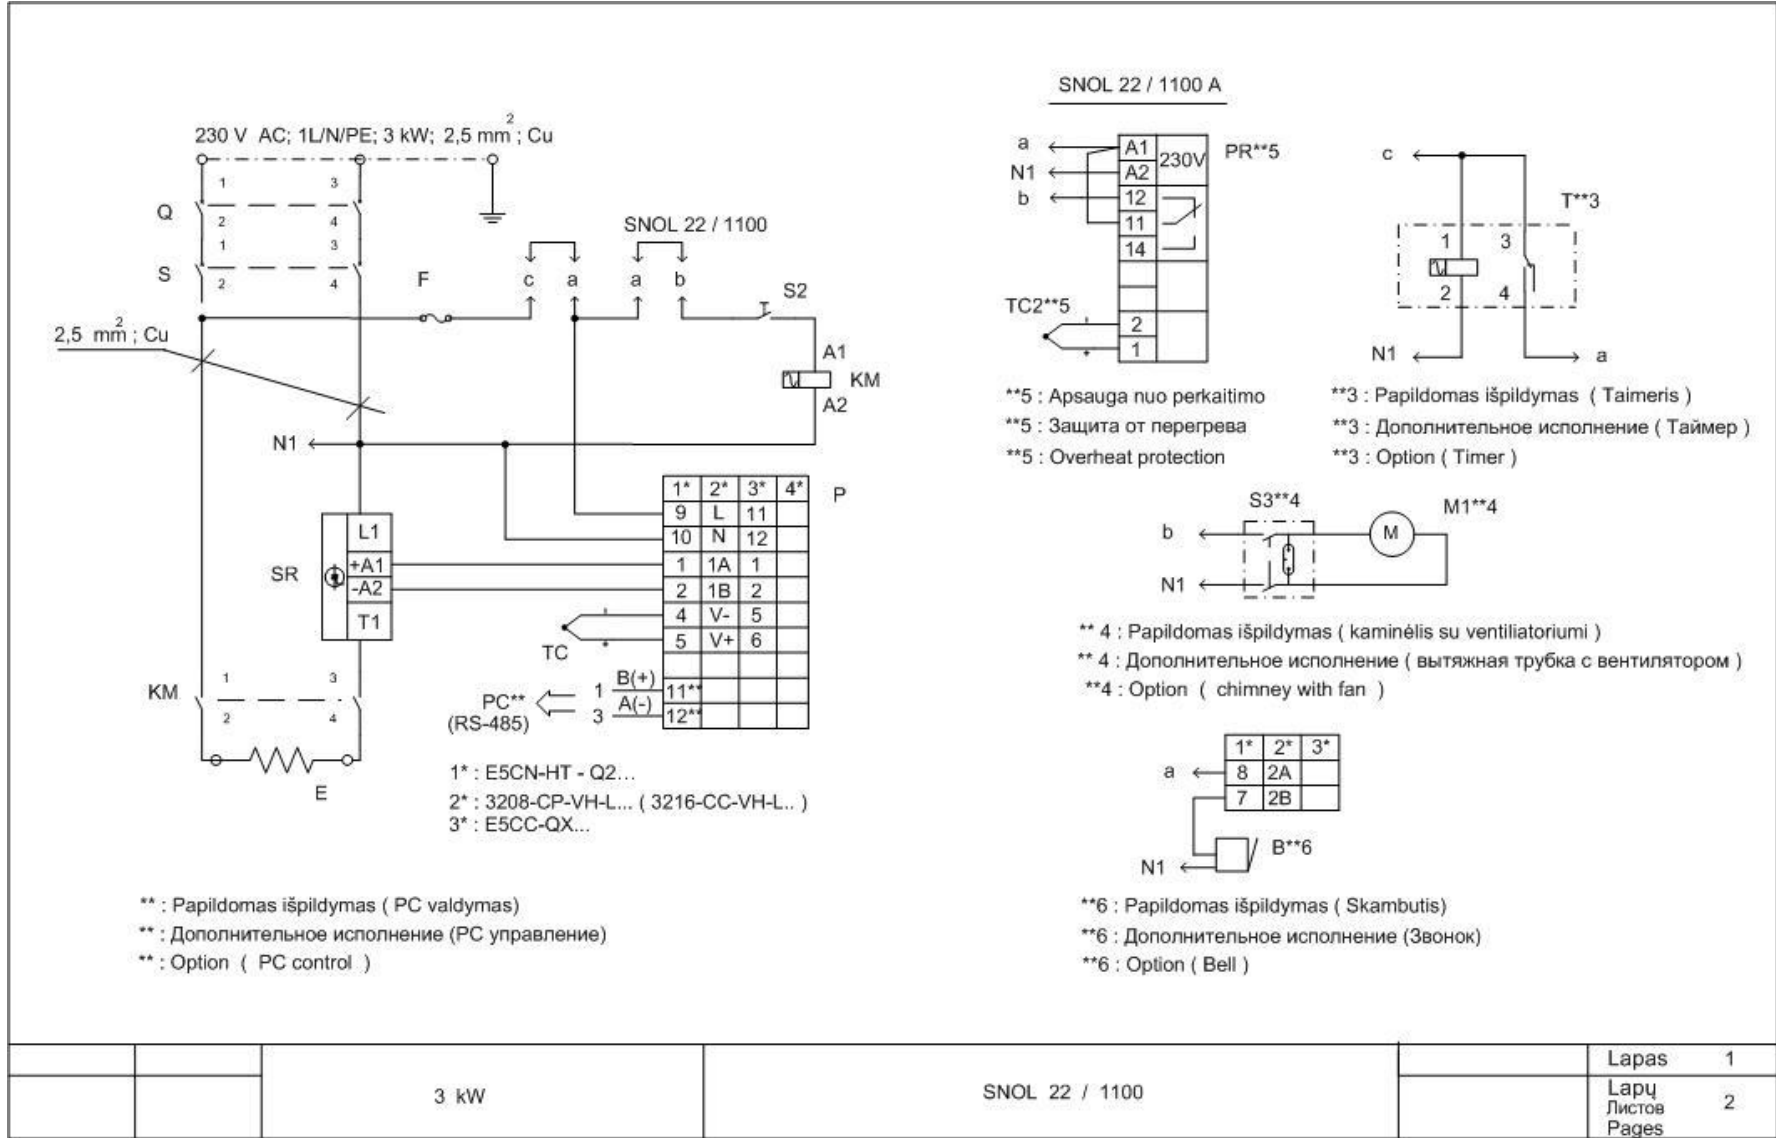 230 V AC; 1L/N/PE; 3 kW; 2,5 mm2 ; Cu
1 3
Q
2 4
1 3
S
2 4
2,5 mm2 ; Cu
F
SNOL 22 / 1100
c a a b
S2
A1
KM
A2
N1
SR
L1
+A1
-A2
T1
P
1* 2* 3* 4*
9 L 11
10 N 12
1 1A 1
2 1B 2
4 V- 5
5 V+ 6
11**
12**
-
+
TC
PC**
(RS-485)
1 B(+)
3 A(-)
KM
1 3
2 4
E
1* : E5CN-HT - Q2...
2* : 3208-CP-VH-L... ( 3216-CC-VH-L.. )
3* : E5CC-QX...
** : Papildomas išpildymas ( PC valdymas)
** : Дополнительное исполнение (PC управление)
** : Option ( PC control )
SNOL 22 / 1100 A
a A1 230V PR**5
N1 A2
b 12
11
14
TC2**5
- 2
+ 1
**5 : Apsauga nuo perkaitimo
**5 : Защита от перегрева
**5 : Overheat protection
c
T**3
1 3
2 4
N1 a
**3 : Papildomas išpildymas ( Taimeris )
**3 : Дополнительное исполнение ( Таймер )
**3 : Option ( Timer )
S3**4
M1**4
b
M
N1
** 4 : Papildomas išpildymas ( kaminėlis su ventiliatoriumi )
** 4 : Дополнительное исполнение ( вытяжная трубка с вентилятором )
**4 : Option ( chimney with fan )
1* 2* 3*
a 8 2A
7 2B
B**6
N1
**6 : Papildomas išpildymas ( Skambutis)
**6 : Дополнительное исполнение (Звонок)
**6 : Option ( Bell )
3 kW
SNOL 22 / 1100
Lapas 1
Lapų
Листов 2
Pages